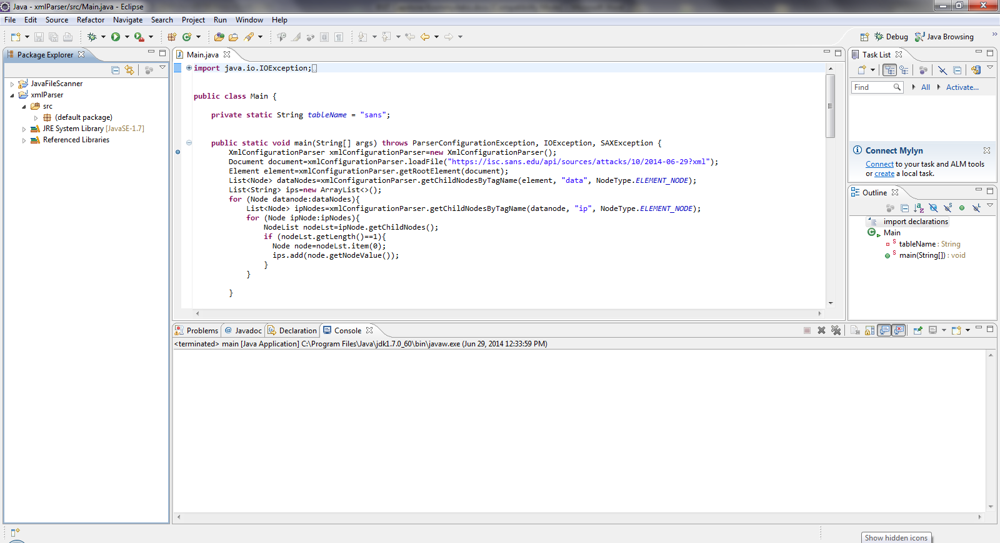 Java - xmlParser/src/Main.java - Eclipse
File Edit Source Refactor Navigate Search Project Run Window Help
Debug Java Browsing
Package Explorer
JavaFileScanner
xmlParser
src
(default package)
JRE System Library [JavaSE-1.7]
Referenced Libraries
Main.java
import java.io.IOException;
public class Main {
private static String tableName = "sans";
public static void main(String[] args) throws ParserConfigurationException, IOException, SAXException {
XmlConfigurationParser xmlConfigurationParser=new XmlConfigurationParser();
Document document=xmlConfigurationParser.loadFile("https://isc.sans.edu/api/sources/attacks/10/2014-06-29?xml");
Element element=xmlConfigurationParser.getRootElement(document);
List<Node> dataNodes=xmlConfigurationParser.getChildNodesByTagName(element, "data", NodeType.ELEMENT_NODE);
List<String> ips=new ArrayList<>();
for (Node datanode:dataNodes){
List<Node> ipNodes=xmlConfigurationParser.getChildNodesByTagName(datanode, "ip", NodeType.ELEMENT_NODE);
for (Node ipNode:ipNodes){
NodeList nodeLst=ipNode.getChildNodes();
if (nodeLst.getLength()==1){
Node node=nodeLst.item(0);
ips.add(node.getNodeValue());
}
}
}
Task List
Find All Activate...
Connect Mylyn
Connect to your task and ALM tools
or create a local task.
Outline
import declarations
Main
tableName : String
main(String[]) : void
Problems @ Javadoc Declaration Console
<terminated> main [Java Application] C:\Program Files\Java\jdk1.7.0_60\bin\javaw.exe (Jun 29, 2014 12:33:59 PM)
Show hidden icons